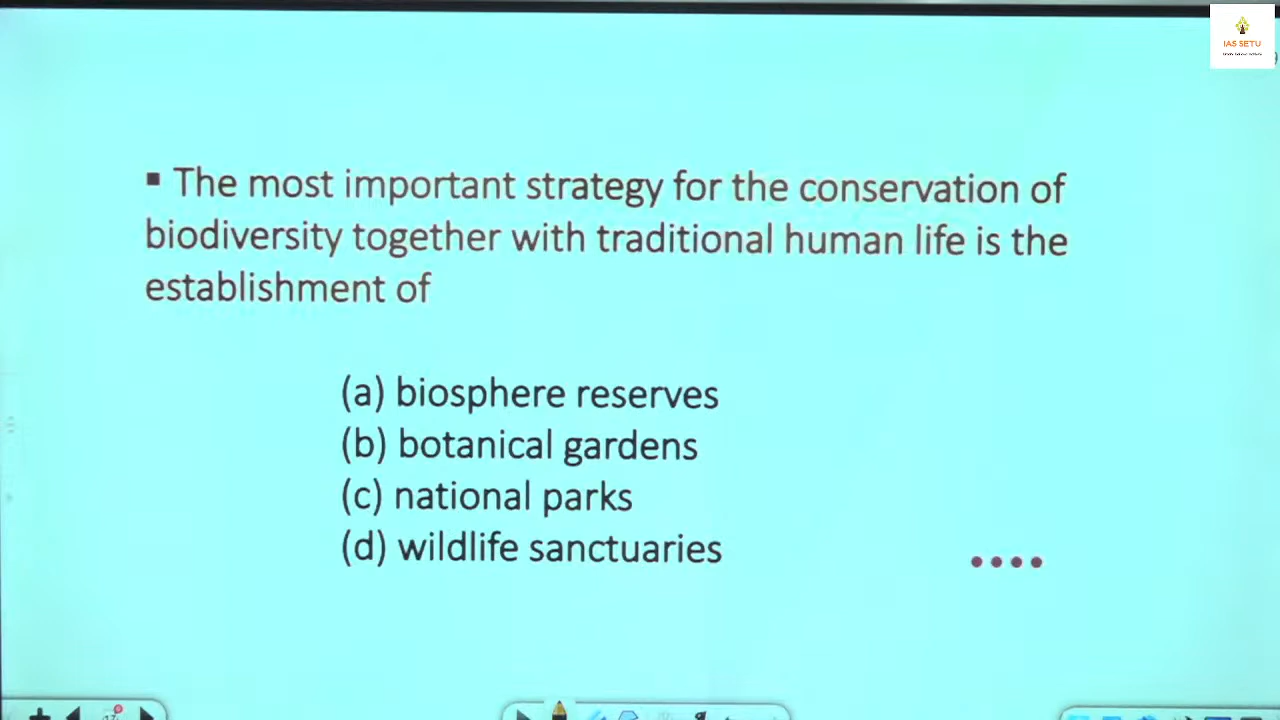 IAS SETU
▪ The most important strategy for the conservation of
biodiversity together with traditional human life is the
establishment of
(a) biosphere reserves
(b) botanical gardens
(c) national parks
(d) wildlife sanctuaries